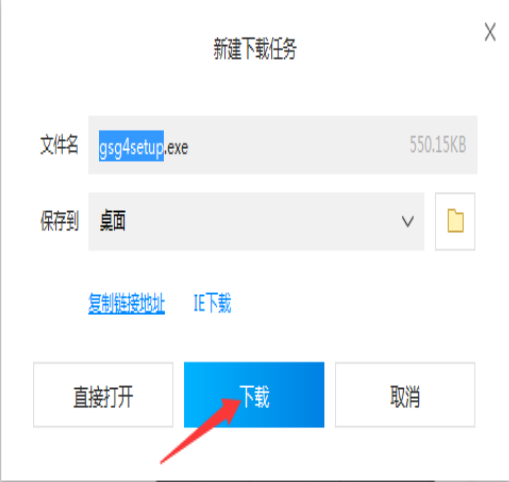 新建下载任务
文件名 gsg4setup.exe 550.15KB
保存到 桌面
复制链接地址 IE下载
直接打开 下载 取消